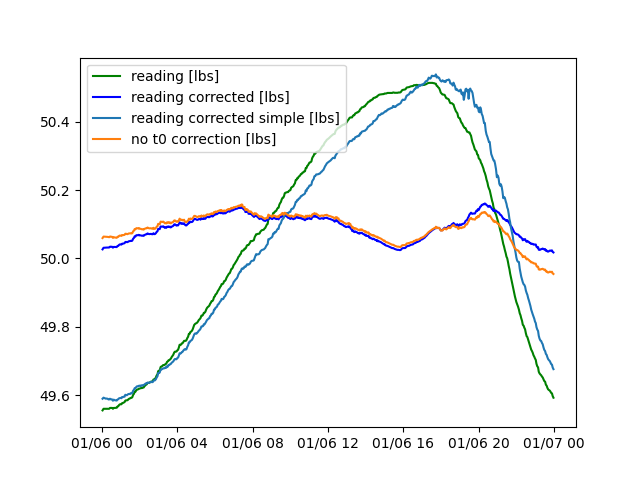 reading [lbs]
reading corrected [lbs]
reading corrected simple [lbs]
no t0 correction [lbs]
50.4
50.2
50.0
49.8
49.6
01/06 00 01/06 04 01/06 08 01/06 12 01/06 16 01/06 20 01/07 00